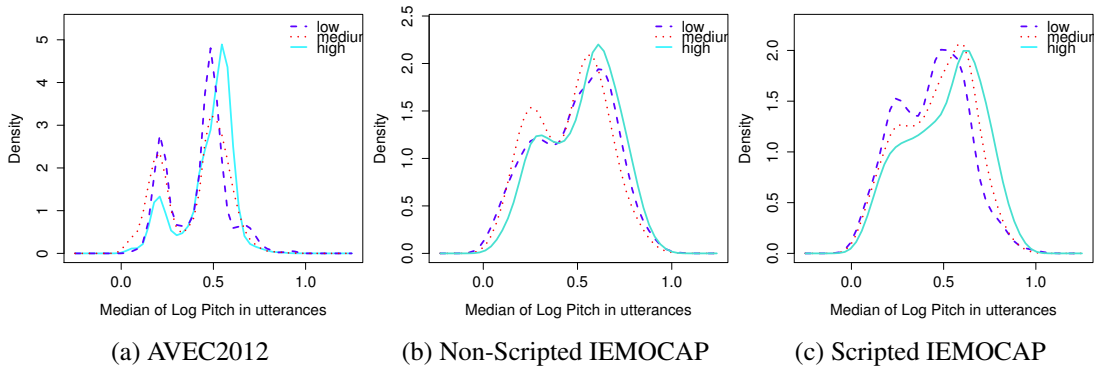 low
medium
high
Density
0 1 2 3 4 5
0.0 0.5 1.0
Median of Log Pitch in utterances
(a) AVEC2012
low
medium
high
Density
0.0 0.5 1.0 1.5 2.0 2.5
0.0 0.5 1.0
Median of Log Pitch in utterances
(b) Non-Scripted IEMOCAP
low
medium
high
Density
0.0 0.5 1.0 1.5 2.0
0.0 0.5 1.0
Median of Log Pitch in utterances
(c) Scripted IEMOCAP